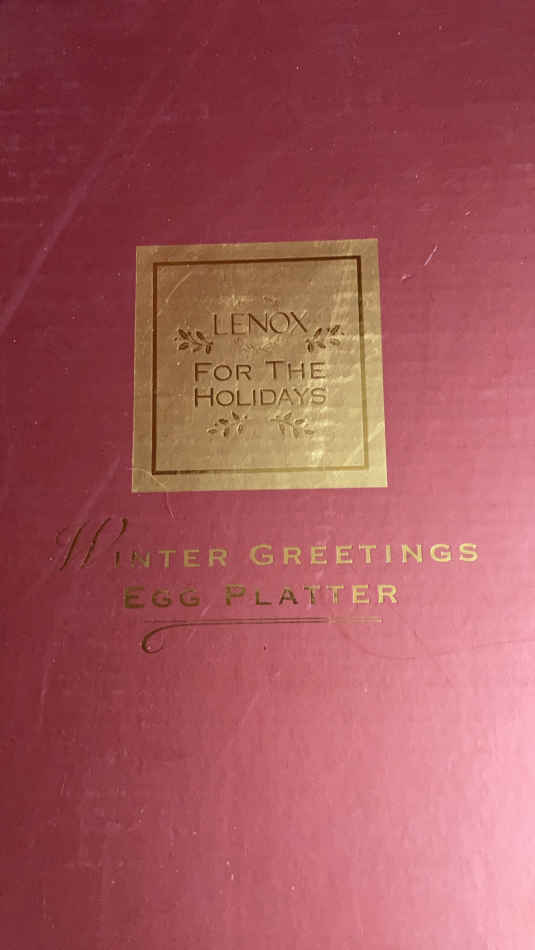 LENOX
FOR THE
HOLIDAYS
WINTER GREETINGS
EGG PLATTER